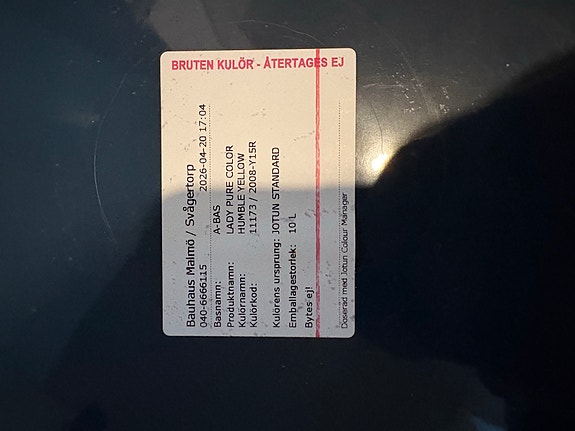 BRUTEN KULÖR - ÅTERTAGES EJ
Bauhaus Malmö / Svågertorp
040-6666115 2026-04-20 17:04
Basnamn: A-BAS
Produktnamn: LADY PURE COLOR
Kulörnamn: HUMBLE YELLOW
Kulörkod: 11173 / 2008-Y15R
Kulörens ursprung: JOTUN STANDARD
Emballagestorlek: 10 L
Bytes ej!
Doserad med Jotun Colour Manager